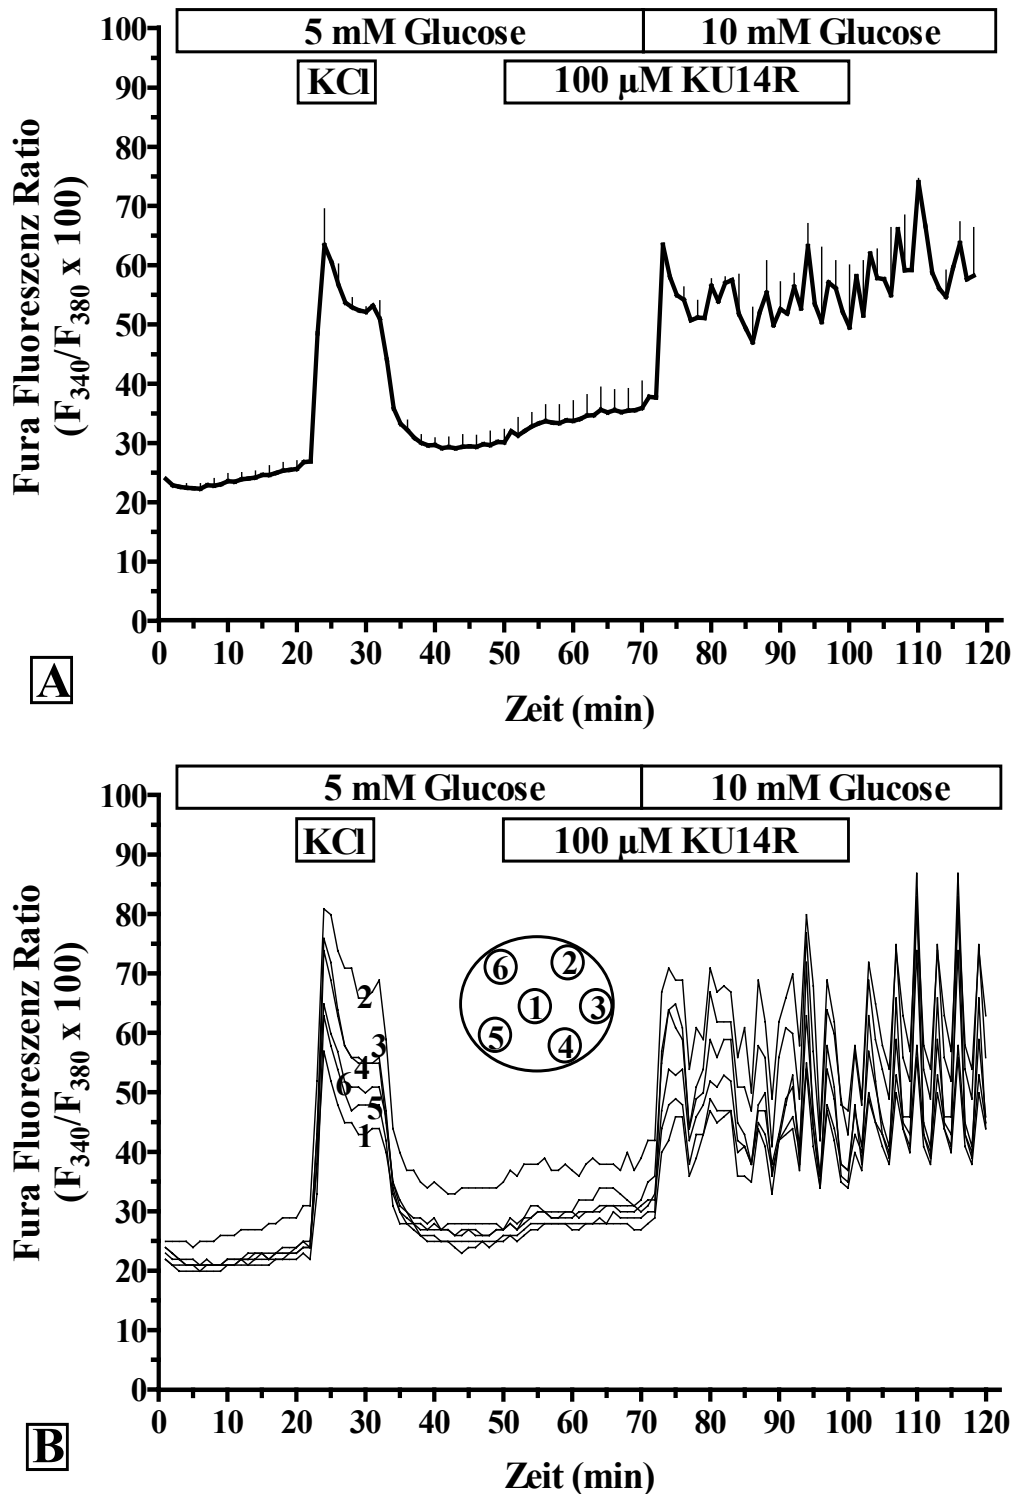 5 mM Glucose 10 mM Glucose
KCl 100 µM KU14R
Fura Fluoreszenz Ratio
(F340/F380 x 100)
100
90
80
70
60
50
40
30
20
10
0
0 10 20 30 40 50 60 70 80 90 100 110 120
Zeit (min)
A
5 mM Glucose 10 mM Glucose
KCl 100 µM KU14R
Fura Fluoreszenz Ratio
(F340/F380 x 100)
100
90
80
70
60
50
40
30
20
10
0
2
3
4
6
5
1
6 2
1 3
5 4
0 10 20 30 40 50 60 70 80 90 100 110 120
Zeit (min)
B